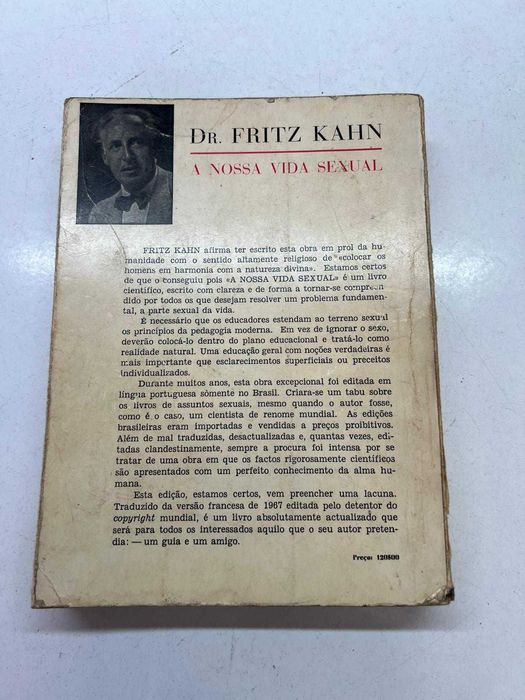 DR. FRITZ KAHN
A NOSSA VIDA SEXUAL
FRITZ KAHN afirma ter escrito esta obra em prol da hu-
manidade com o sentido altamente religioso de «colocar os
homens em harmonia com a natureza divina». Estamos certos
de que o conseguiu pois «A NOSSA VIDA SEXUAL» é um livro
científico, escrito com clareza e de forma a tornar-se compreen
dido por todos os que desejam resolver um problema fundamen-
tal, a parte sexual da vida.
É necessário que os educadores estendam ao terreno sexual
os princípios da pedagogia moderna. Em vez de ignorar o sexo,
deverão colocá-lo dentro do plano educacional e tratá-lo como
realidade natural. Uma educação geral com noções verdadeiras é
mais importante que esclarecimentos superficiais ou preceitos
individualizados.
Durante muitos anos, esta obra excepcional foi editada em
língua portuguesa sòmente no Brasil. Criara-se um tabu sobre
os livros de assuntos sexuais, mesmo quando o autor fosse,
como é o caso, um cientista de renome mundial. As edições
brasileiras eram importadas e vendidas a preços proibitivos.
Além de mal traduzidas, desactualizadas e, quantas vezes, edi-
tadas clandestinamente, sempre a procura foi intensa por se
tratar de uma obra em que os factos rigorosamente científicos
são apresentados com um perfeito conhecimento da alma hu-
mana.
Esta edição, estamos certos, vem preencher uma lacuna.
Traduzido da versão francesa de 1967 editada pelo detentor do
copyright mundial, é um livro absolutamente actualizado que
será para todos os interessados aquilo que o seu autor preten-
dia: — um guia e um amigo.
Preço: 120$00